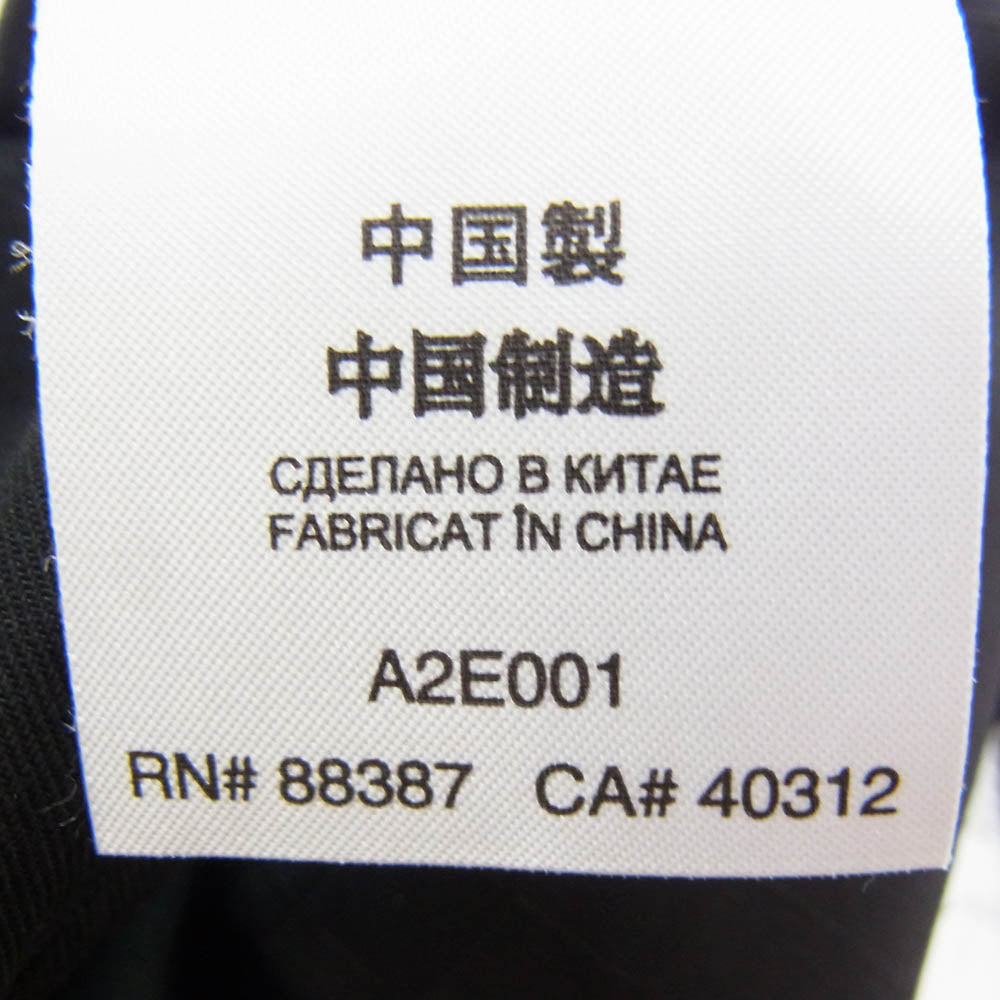 中国製
中国制造
СДЕЛАНО В КИТАЕ
FABRICAT ÎN CHINA
A2E001
RN# 88387 CA# 40312